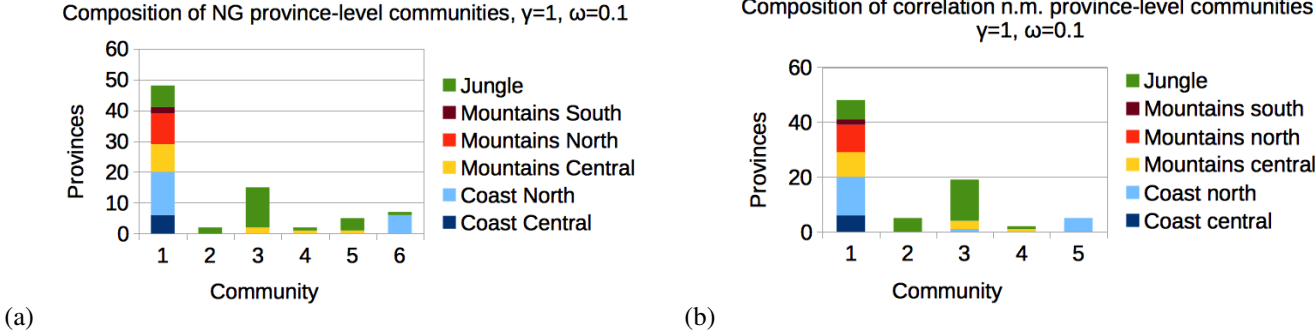 Composition of NG province-level communities, γ=1, ω=0.1
60
50
40
30
20
10
0
Provinces
1 2 3 4 5 6
Community
Jungle
Mountains South
Mountains North
Mountains Central
Coast North
Coast Central
(a)
Composition of correlation n.m. province-level communities
γ=1, ω=0.1
60
40
20
0
Provinces
1 2 3 4 5
Community
Jungle
Mountains south
Mountains north
Mountains central
Coast north
Coast central
(b)